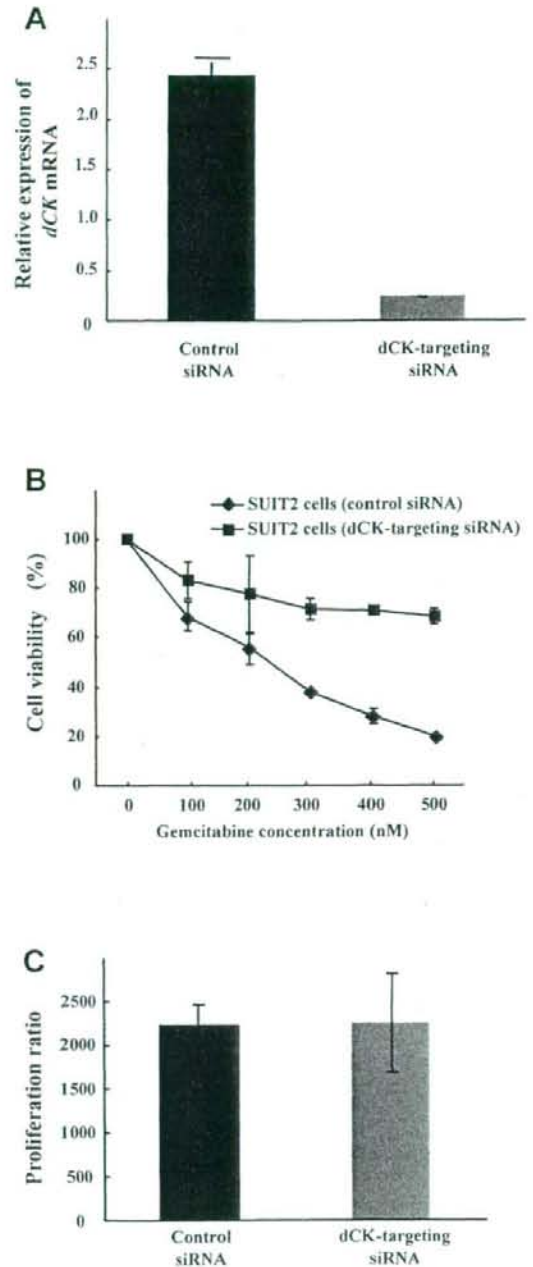 A
Relative expression of
dCK mRNA
2.5
2.0
1.5
1.0
0.5
0
Control
siRNA
dCK-targeting
siRNA
B
SUIT2 cells (control siRNA)
SUIT2 cells (dCK-targeting siRNA)
Cell viability (%)
100
80
60
40
20
0
0 100 200 300 400 500
Gemcitabine concentration (nM)
C
Proliferation ratio
2500
2000
1500
1000
500
0
Control
siRNA
dCK-targeting
siRNA